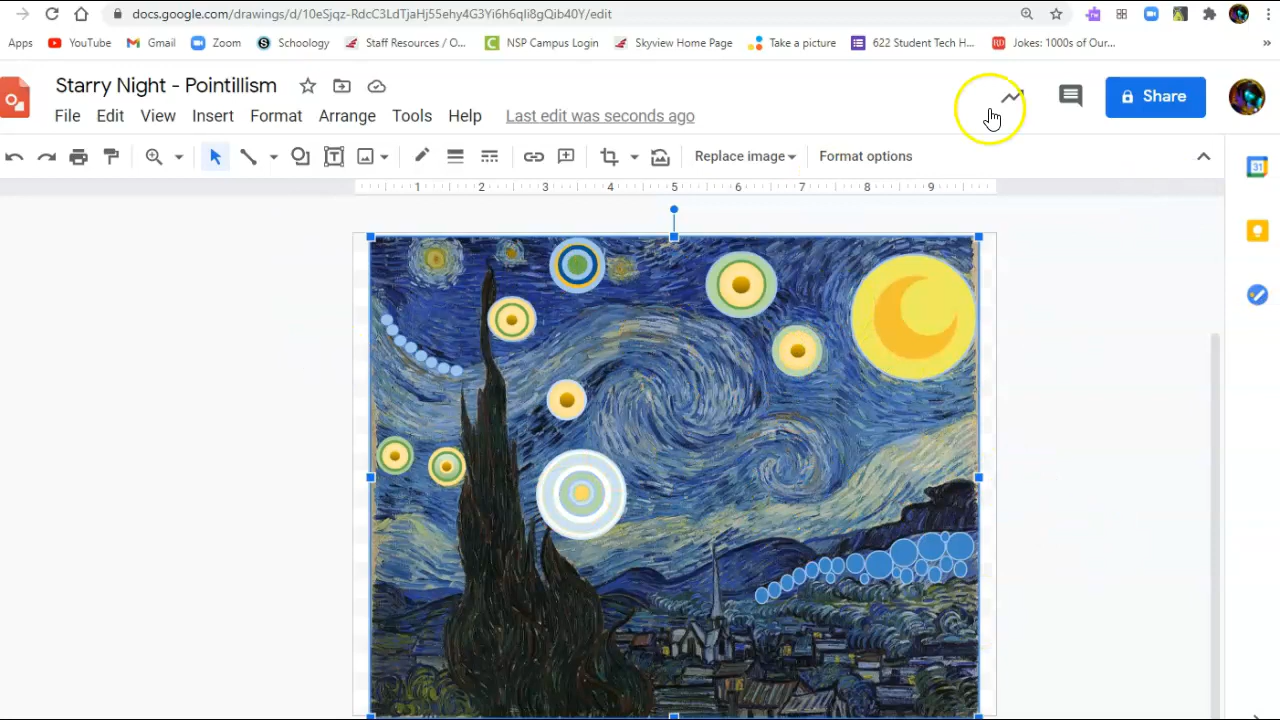 docs.google.com/drawings/d/10eSjqz-RdcC3LdTjaHj55ehy4G3Yi6h6qIi8gQib40Y/edit
Apps YouTube Gmail Zoom Schoology Staff Resources / O... NSP Campus Login Skyview Home Page Take a picture 622 Student Tech H... Jokes: 1000s of Our... »
Starry Night - Pointillism
Share
File Edit View Insert Format Arrange Tools Help Last edit was seconds ago
Replace image Format options
1 2 3 4 5 6 7 8 9
31